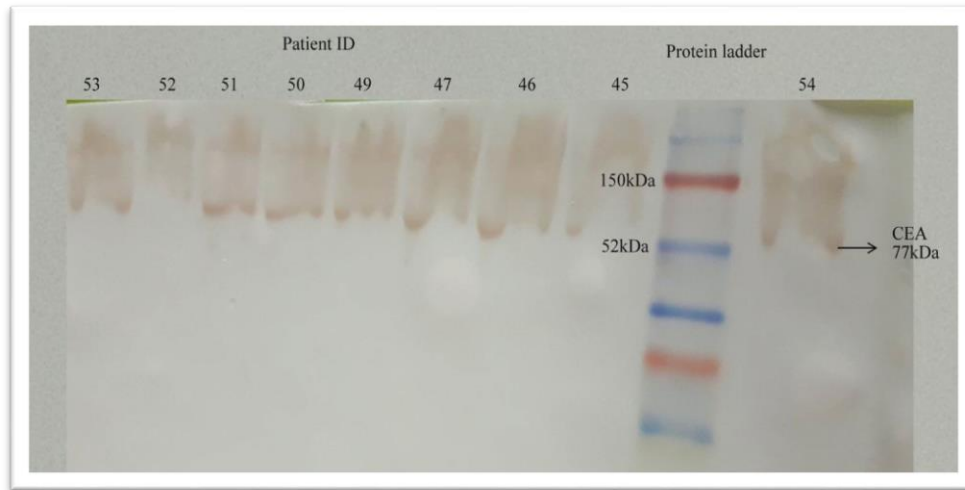 Patient ID
Protein ladder
53 52 51 50 49 47 46 45 54
150kDa
52kDa
CEA
77kDa